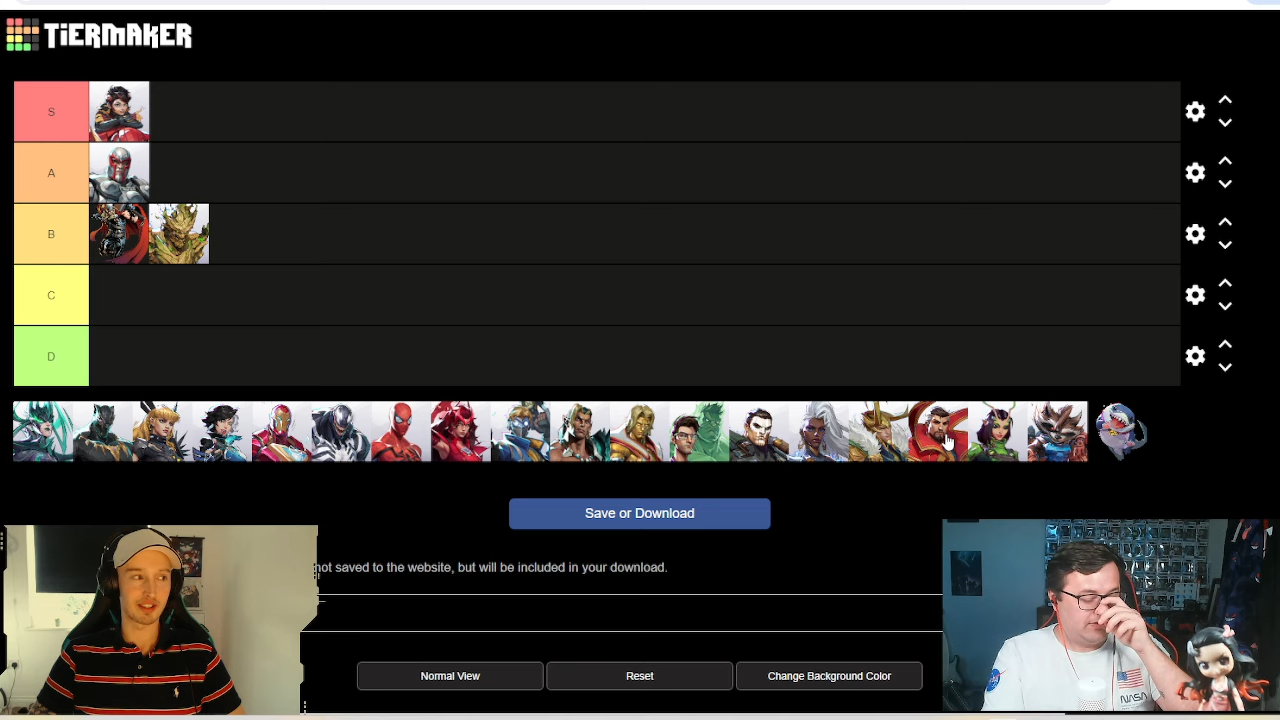 TIERMAKER
S
A
B
C
D
Save or Download
not saved to the website, but will be included in your download.
Normal View
Reset
Change Background Color
NASA